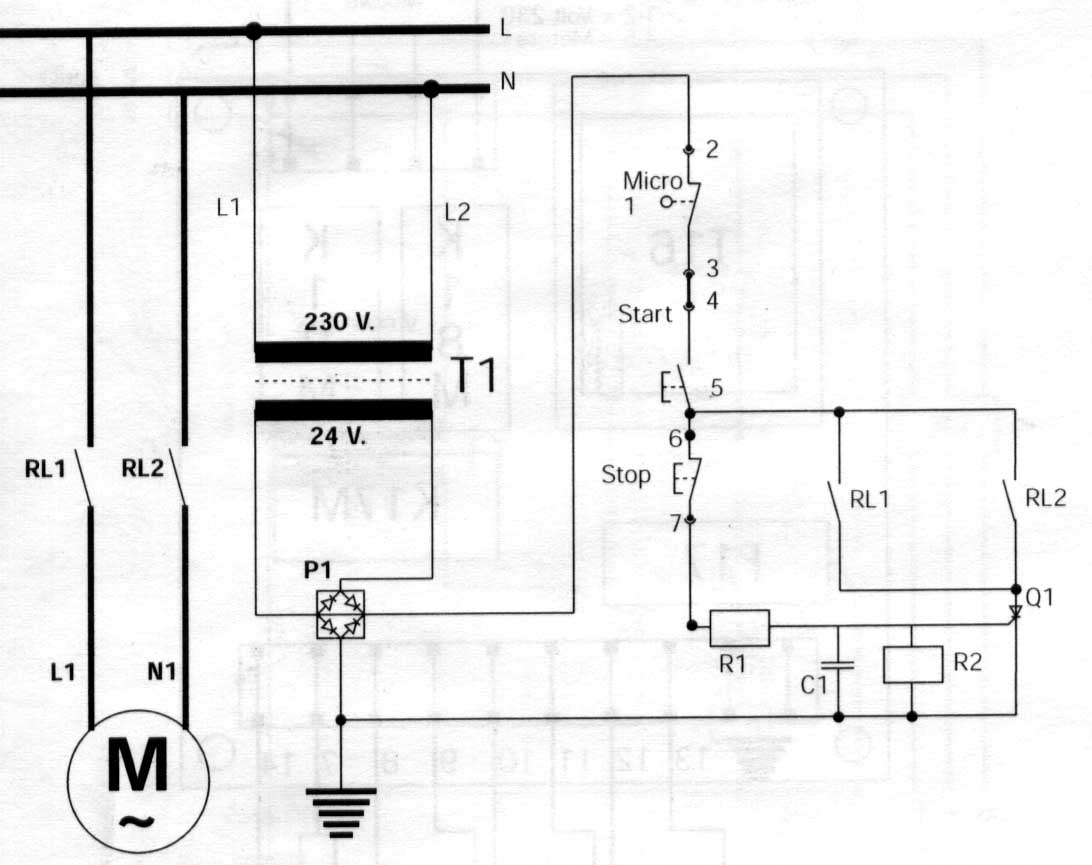 L
N
2
Micro
1
L1
L2
3
4
Start
230 V.
T1
5
24 V.
6
RL1
RL2
Stop
RL1
RL2
7
P1
Q1
R1
R2
L1
N1
C1
M
~